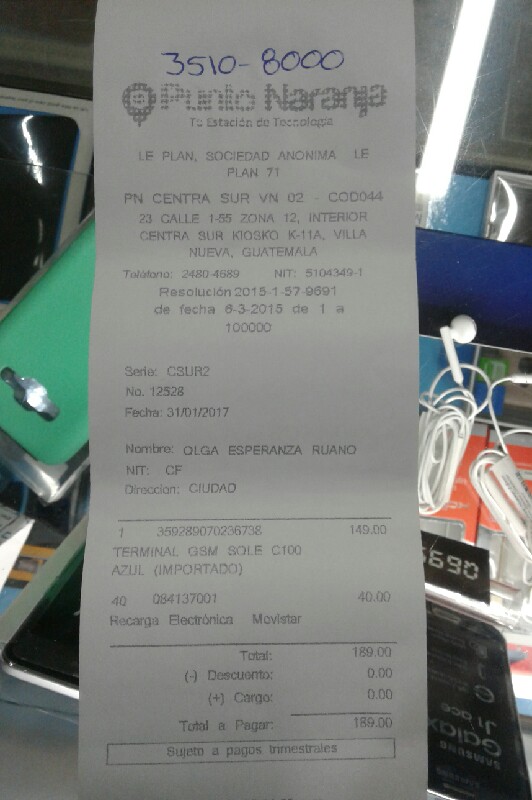 3510-8000
Punto Naranja
Tu Estación de Tecnología
LE PLAN, SOCIEDAD ANONIMA LE
PLAN 71
PN CENTRA SUR VN 02 - COD044
23 CALLE 1-55 ZONA 12, INTERIOR
CENTRA SUR KIOSKO K-11A, VILLA
NUEVA, GUATEMALA
Teléfono: 2480-4689 NIT: 5104349-1
Resolución 2015-1-57-9691
de fecha 6-3-2015 de 1 a
100000
Serie: CSUR2
No. 12528
Fecha: 31/01/2017
Nombre: OLGA ESPERANZA RUANO
NIT: CF
Direccion: CIUDAD
1 359289070236738 149.00
TERMINAL GSM SOLE C100
AZUL (IMPORTADO)
40 084137001 40.00
Recarga Electrónica Movistar
Total: 189.00
(-) Descuento: 0.00
(+) Cargo: 0.00
Total a Pagar: 189.00
Sujeto a pagos trimestrales
SAMSUNG
Galaxy
J1 ace